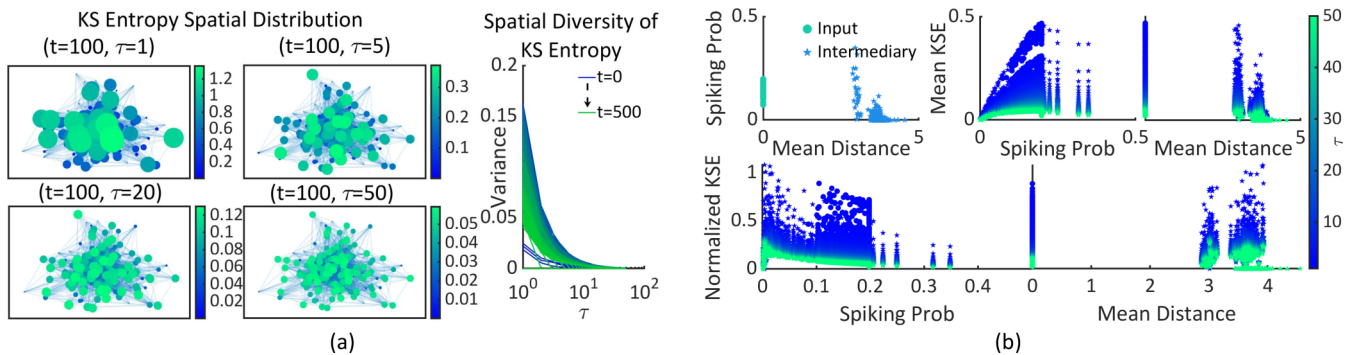 KS Entropy Spatial Distribution
(t=100, τ=1)
(t=100, τ=5)
1.2
1
0.8
0.6
0.4
0.2
0.3
0.2
0.1
(t=100, τ=20)
(t=100, τ=50)
0.12
0.10
0.08
0.06
0.04
0.02
0.00
0.05
0.04
0.03
0.02
0.01
0.00
Spatial Diversity of
KS Entropy
0.2
0.15
0.1
0.05
0
Variance
t=0
t=500
10⁰
10¹
10²
τ
(a)
(b)
Spiking Prob
0.5
0
Input
Intermediary
0
5
Mean Distance
Mean KSE
0.5
0
0
0.5
Spiking Prob
5
Mean Distance
50
40
30
20
10
τ
Normalized KSE
1
0.5
0
0
0.1
0.2
0.3
0.4
Spiking Prob
0
1
2
3
4
Mean Distance